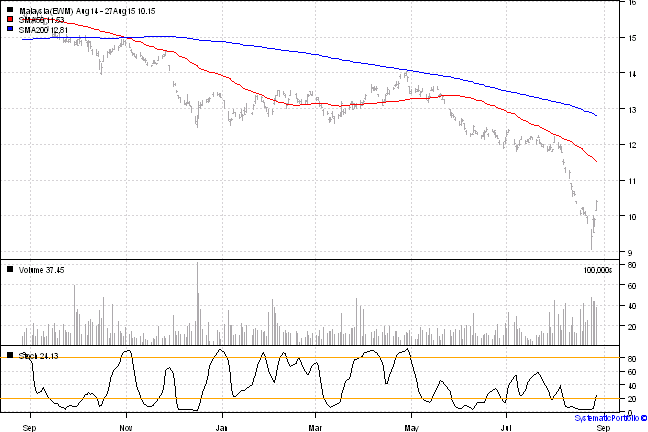 Malaysia(EWM) Aug14 - 27Aug15 10.15
SMA50 11.53
SMA200 12.81
16
15
14
13
12
11
10
9
Volume 37.45
100,000s
80
60
40
20
Stoch 24.13
80
60
40
20
0
SystematicPortfolio ©
Sep
Nov
Jan
Mar
May
Jul
Sep